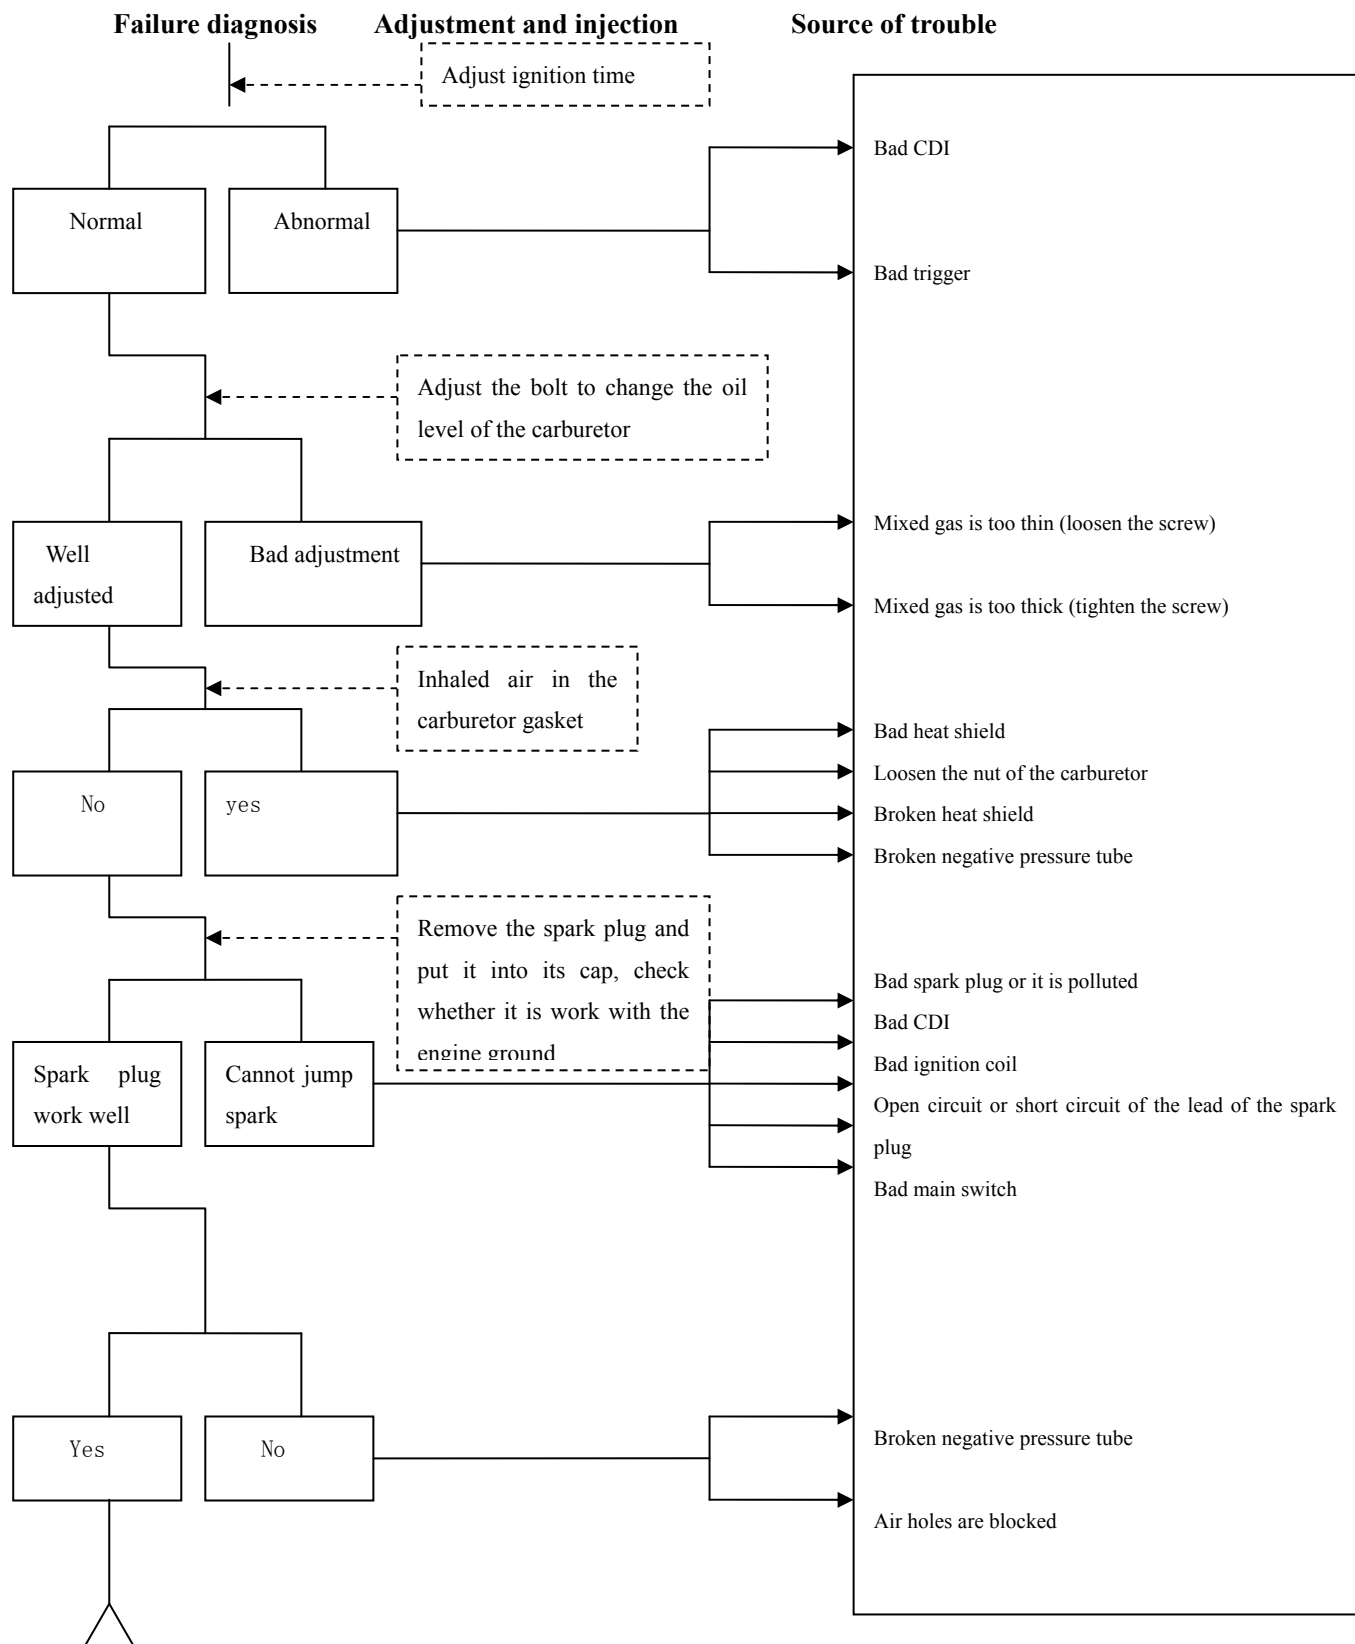 Failure diagnosis Adjustment and injection Source of trouble
Adjust ignition time
Bad CDI
Normal
Abnormal
Bad trigger
Adjust the bolt to change the oil
level of the carburetor
Mixed gas is too thin (loosen the screw)
Well
adjusted
Bad adjustment
Mixed gas is too thick (tighten the screw)
Inhaled air in the
carburetor gasket
Bad heat shield
Loosen the nut of the carburetor
No
yes
Broken heat shield
Broken negative pressure tube
Remove the spark plug and
put it into its cap, check
whether it is work with the
engine ground
Bad spark plug or it is polluted
Bad CDI
Bad ignition coil
Spark plug
work well
Cannot jump
spark
Open circuit or short circuit of the lead of the spark
plug
Bad main switch
Yes
No
Broken negative pressure tube
Air holes are blocked